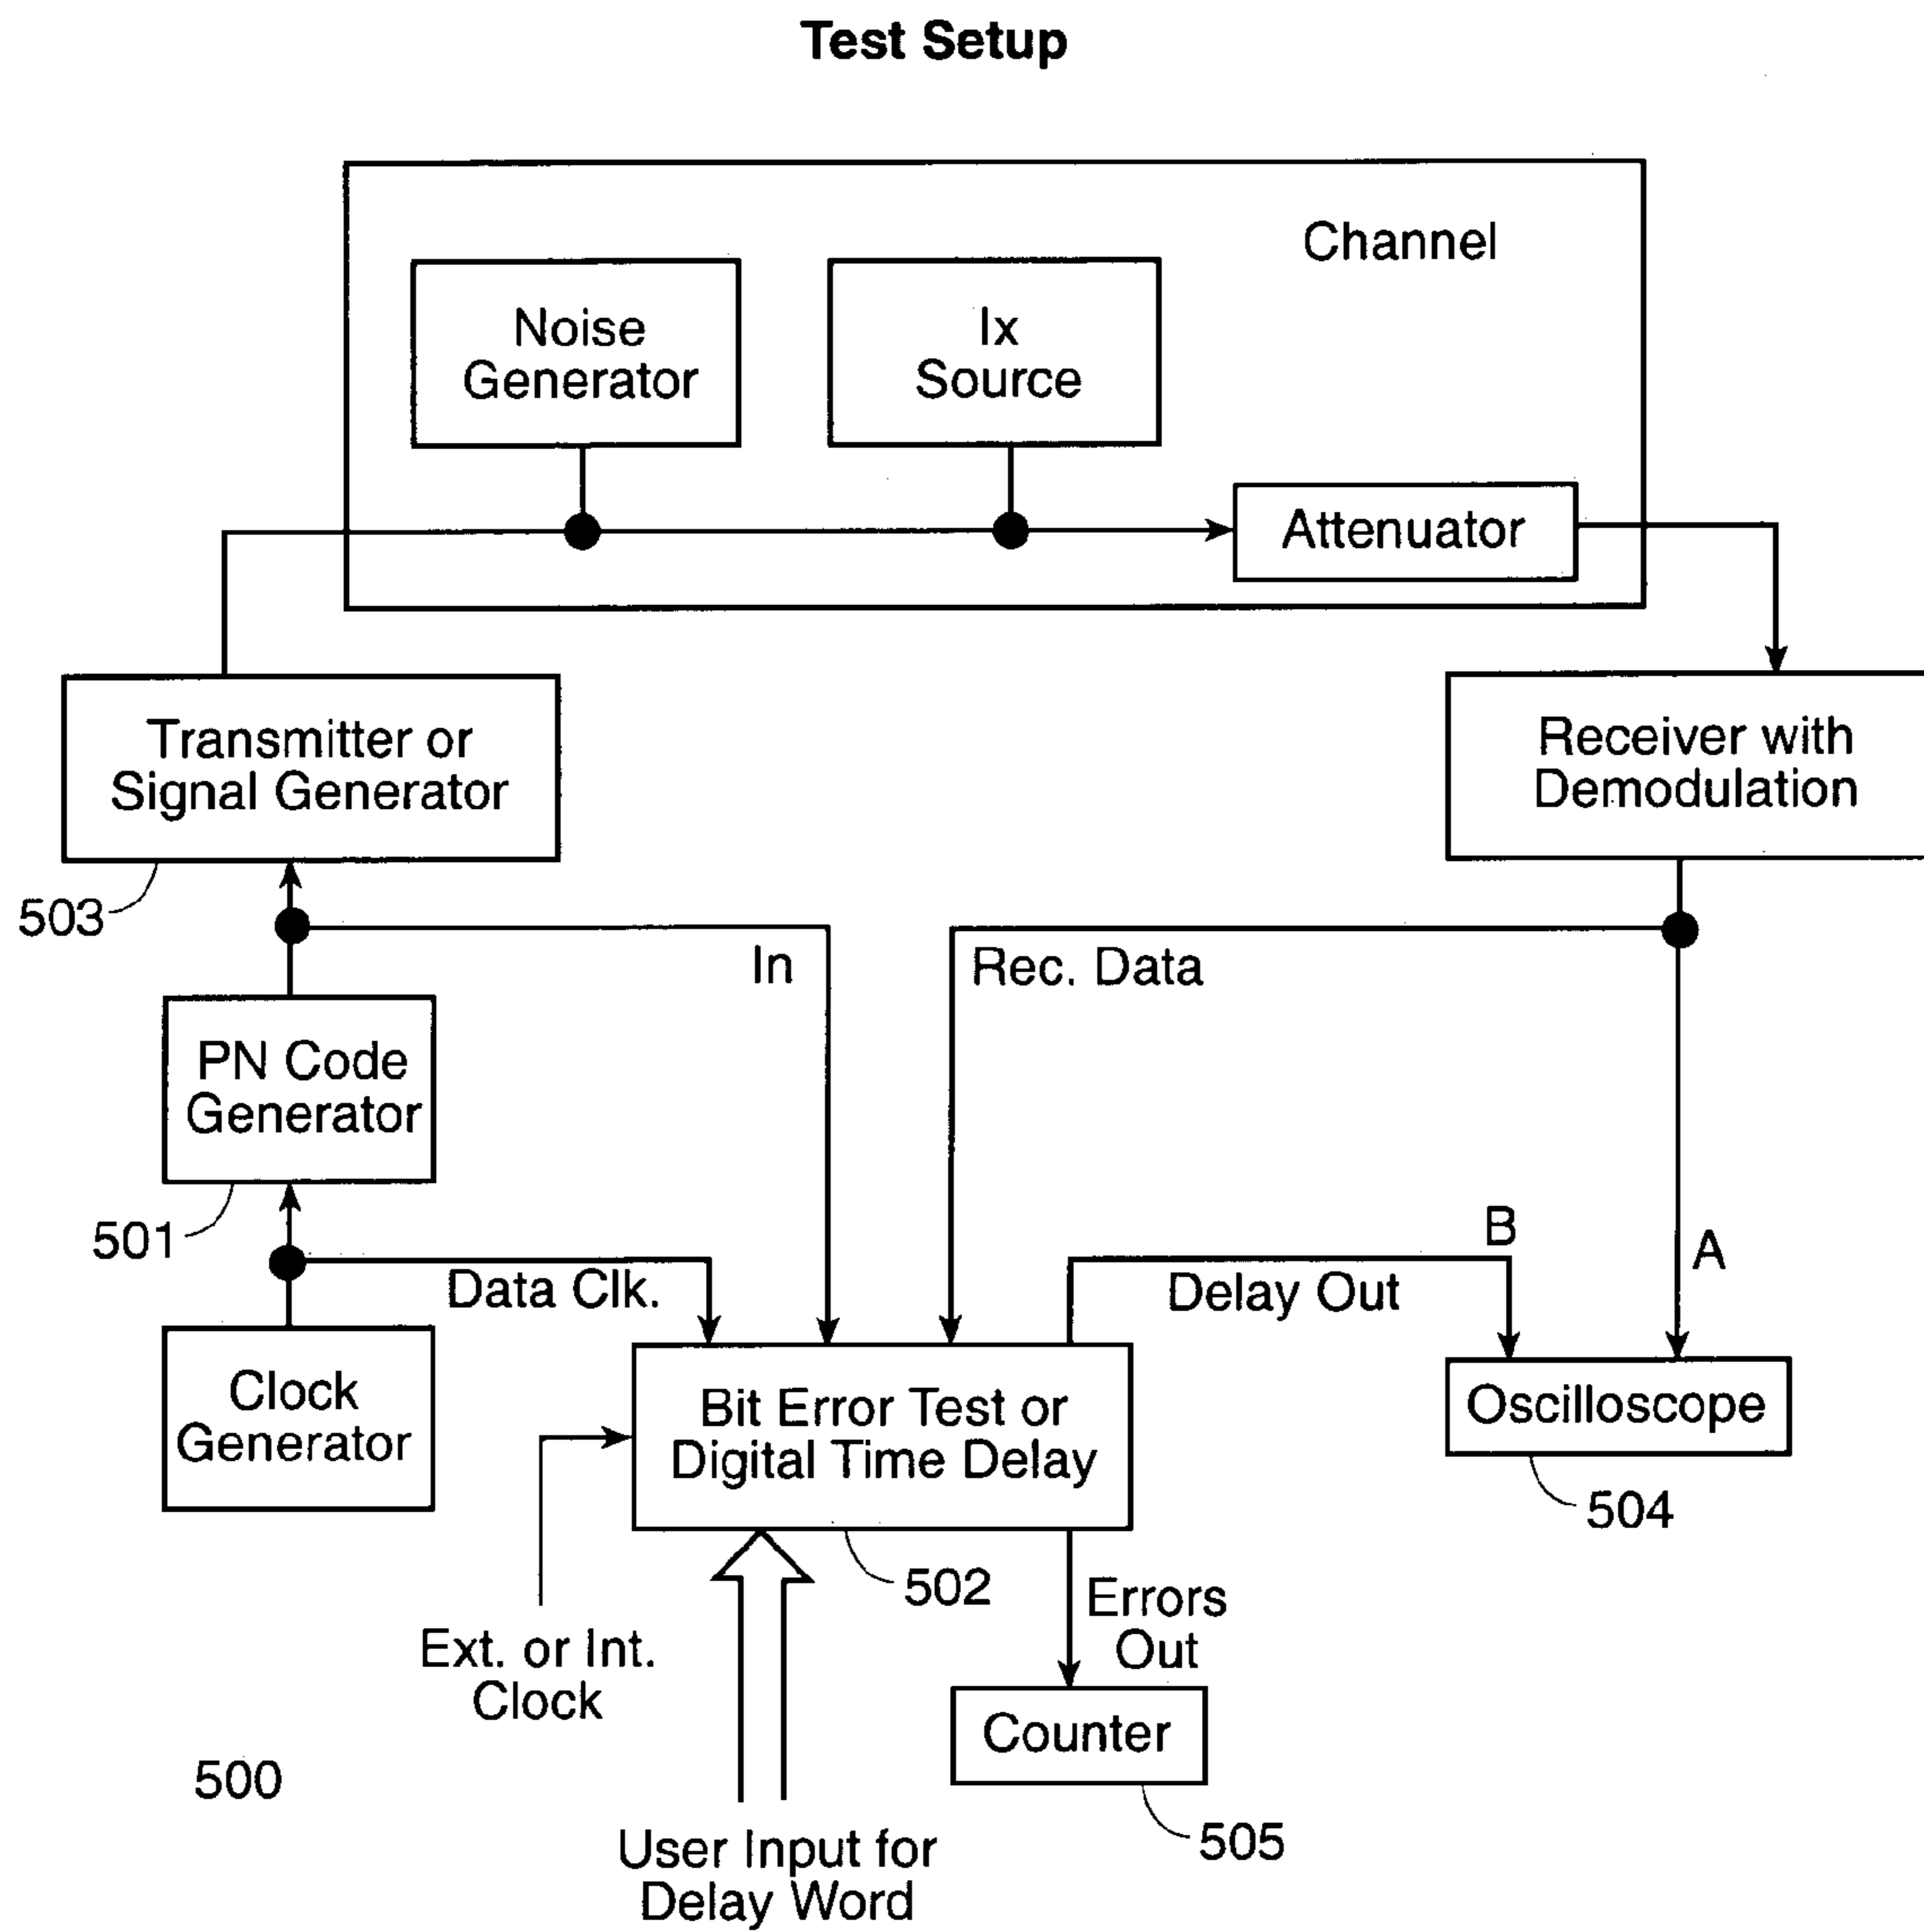 Test Setup
Channel
Noise
Generator
Ix
Source
Attenuator
Transmitter or
Signal Generator
Receiver with
Demodulation
503
In
Rec. Data
PN Code
Generator
501
B
A
Data Clk.
Delay Out
Clock
Generator
Bit Error Test or
Digital Time Delay
Oscilloscope
504
502
Errors
Out
Ext. or Int.
Clock
Counter
500
505
User Input for
Delay Word